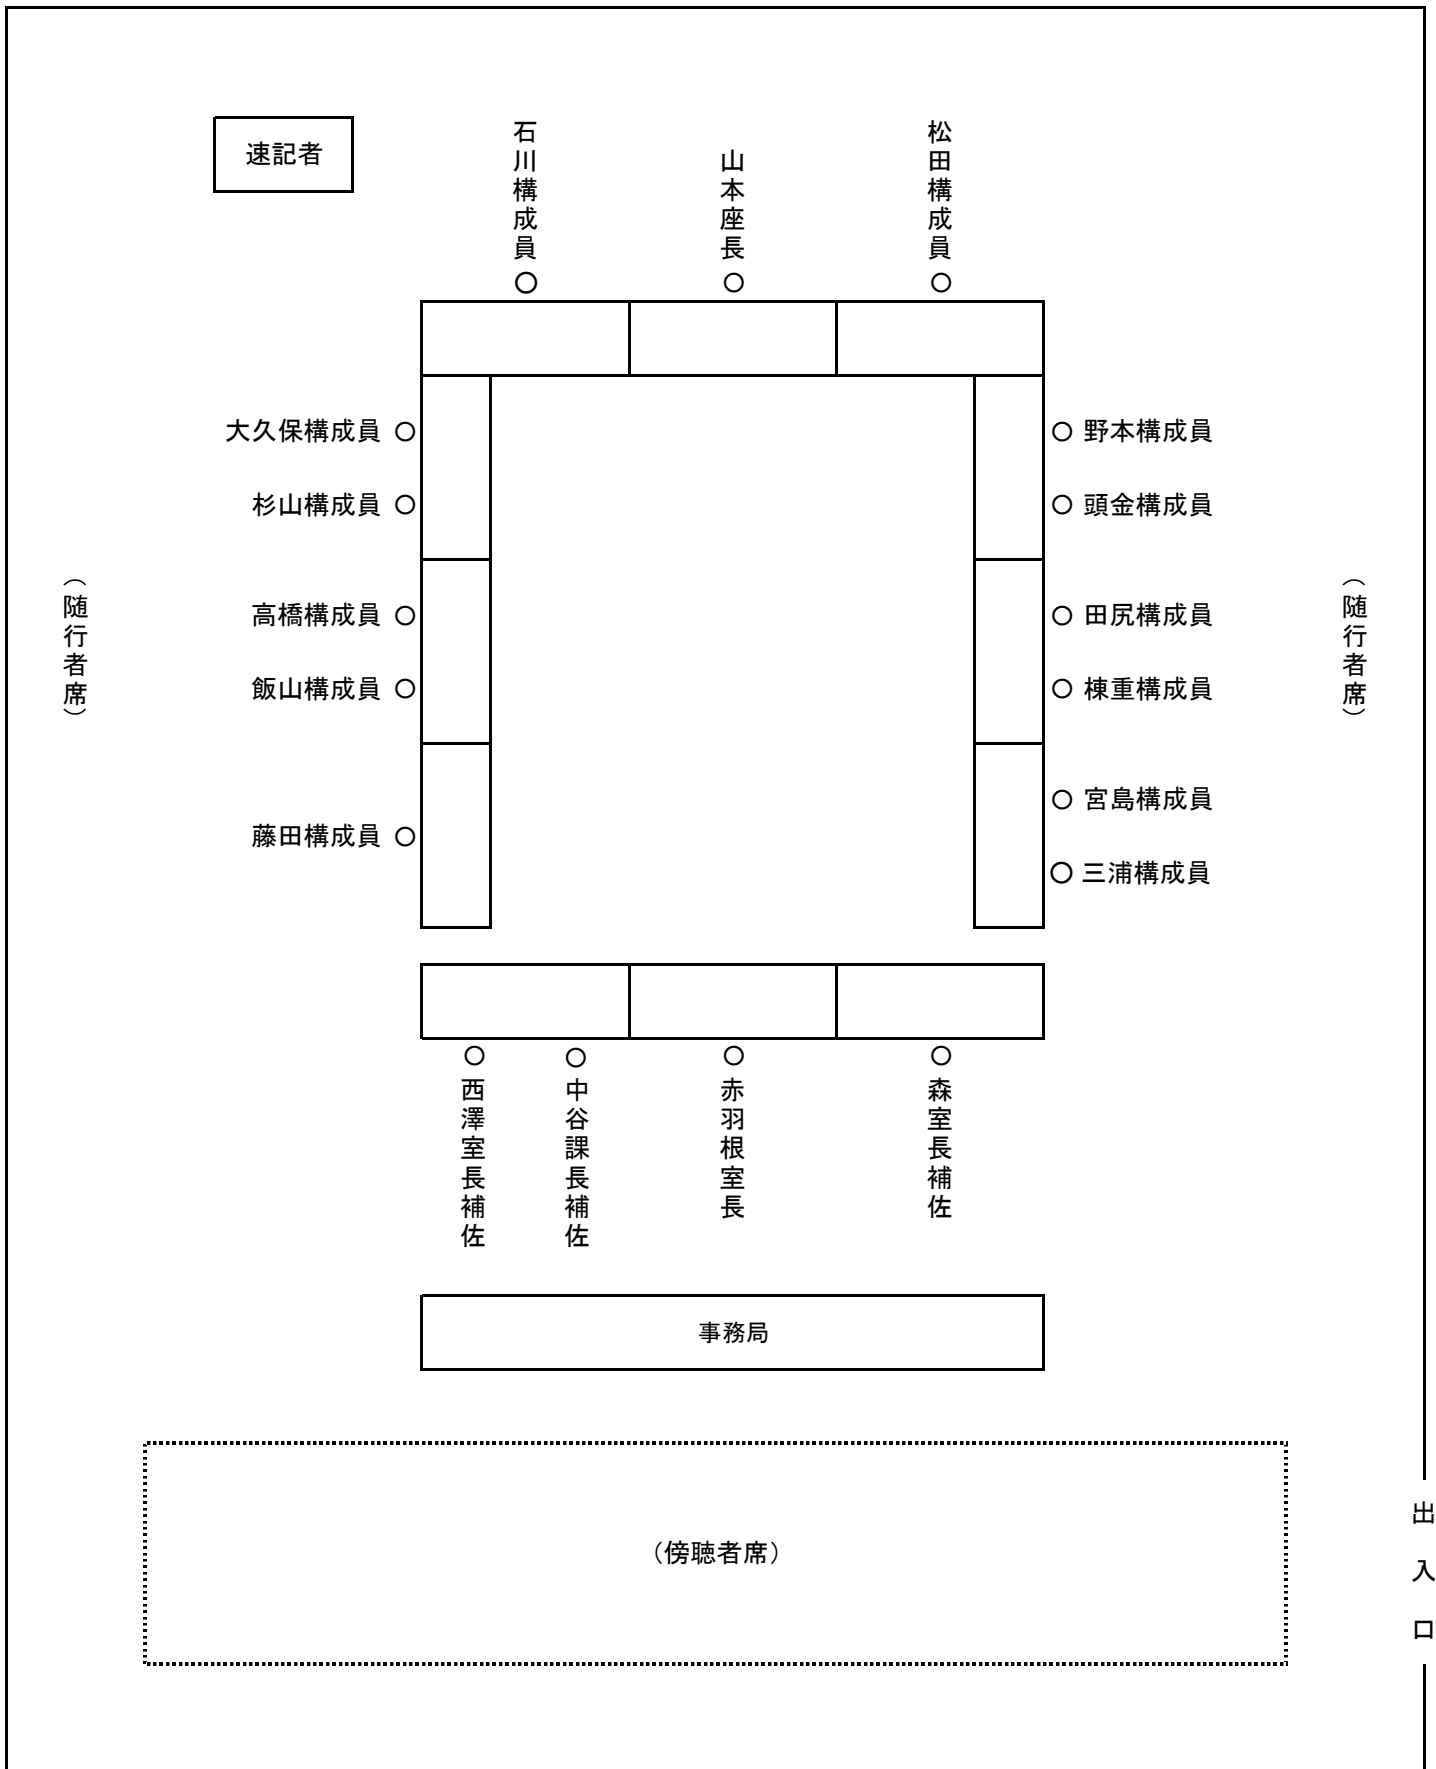 速記者
石川構成員
山本座長
松田構成員
大久保構成員
野本構成員
杉山構成員
頭金構成員
（随行者席）
高橋構成員
田尻構成員
（随行者席）
飯山構成員
棟重構成員
宮島構成員
藤田構成員
三浦構成員
西澤室長補佐
中谷課長補佐
赤羽根室長
森室長補佐
事務局
（傍聴者席）
出入口